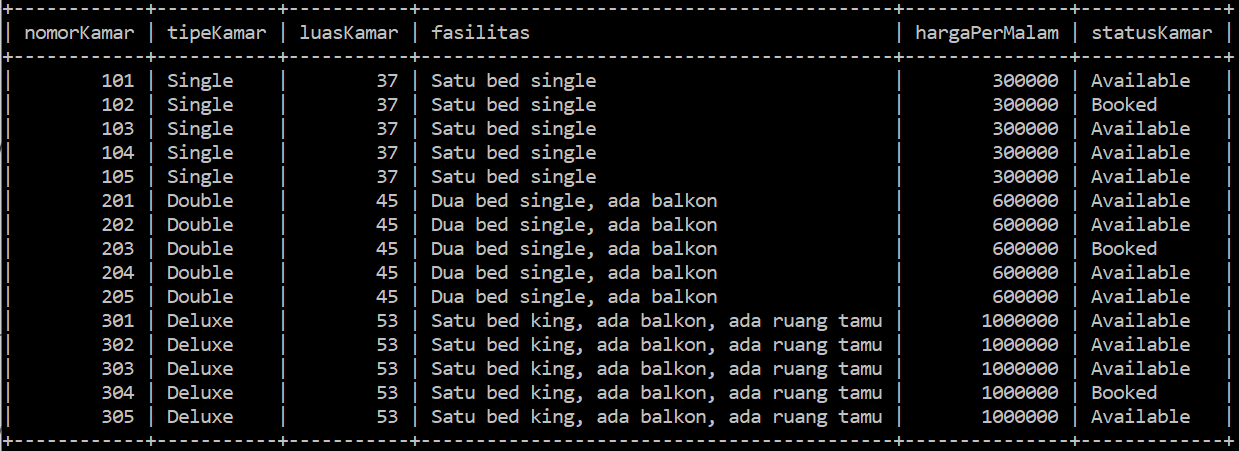 +------------+-----------+-----------+-------------------------------------------+---------------+-------------+
| nomorKamar | tipeKamar | luasKamar | fasilitas                                 | hargaPerMalam | statusKamar |
+------------+-----------+-----------+-------------------------------------------+---------------+-------------+
|        101 | Single    |        37 | Satu bed single                           |        300000 | Available   |
|        102 | Single    |        37 | Satu bed single                           |        300000 | Booked      |
|        103 | Single    |        37 | Satu bed single                           |        300000 | Available   |
|        104 | Single    |        37 | Satu bed single                           |        300000 | Available   |
|        105 | Single    |        37 | Satu bed single                           |        300000 | Available   |
|        201 | Double    |        45 | Dua bed single, ada balkon                |        600000 | Available   |
|        202 | Double    |        45 | Dua bed single, ada balkon                |        600000 | Available   |
|        203 | Double    |        45 | Dua bed single, ada balkon                |        600000 | Booked      |
|        204 | Double    |        45 | Dua bed single, ada balkon                |        600000 | Available   |
|        205 | Double    |        45 | Dua bed single, ada balkon                |        600000 | Available   |
|        301 | Deluxe    |        53 | Satu bed king, ada balkon, ada ruang tamu |       1000000 | Available   |
|        302 | Deluxe    |        53 | Satu bed king, ada balkon, ada ruang tamu |       1000000 | Available   |
|        303 | Deluxe    |        53 | Satu bed king, ada balkon, ada ruang tamu |       1000000 | Available   |
|        304 | Deluxe    |        53 | Satu bed king, ada balkon, ada ruang tamu |       1000000 | Booked      |
|        305 | Deluxe    |        53 | Satu bed king, ada balkon, ada ruang tamu |       1000000 | Available   |
+------------+-----------+-----------+-------------------------------------------+---------------+-------------+